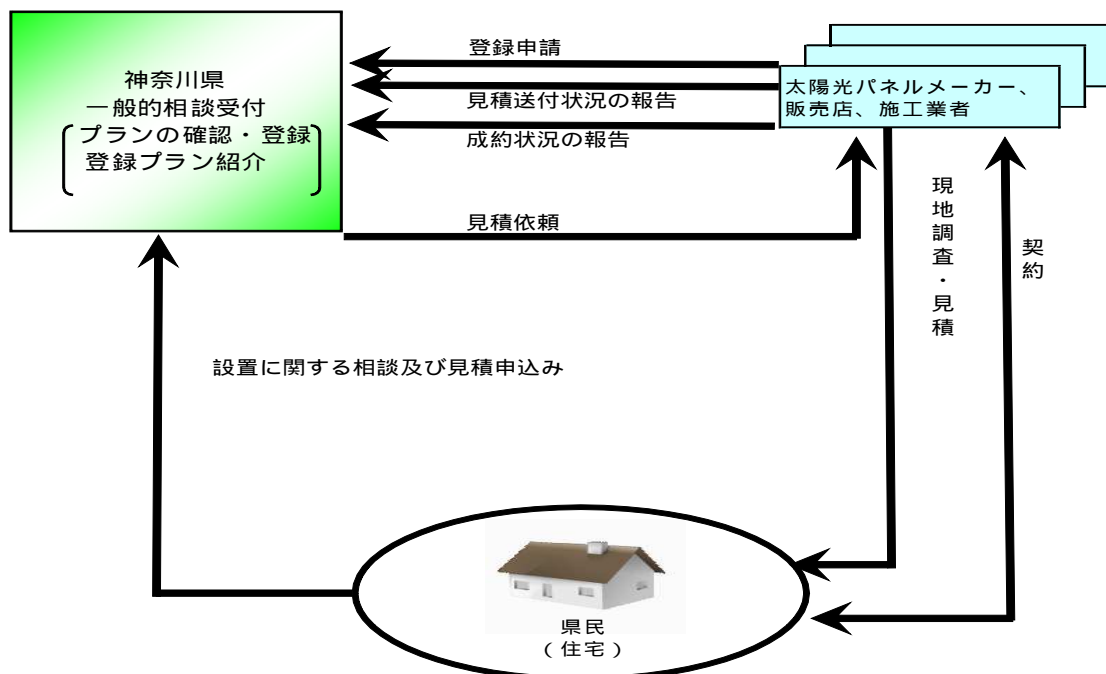 神奈川県
一般的相談受付
プランの確認・登録
登録プラン紹介
登録申請
見積送付状況の報告
成約状況の報告
見積依頼
太陽光パネルメーカー、
販売店、施工業者
現地調査・見積
契約
設置に関する相談及び見積申込み
県民
(住宅)